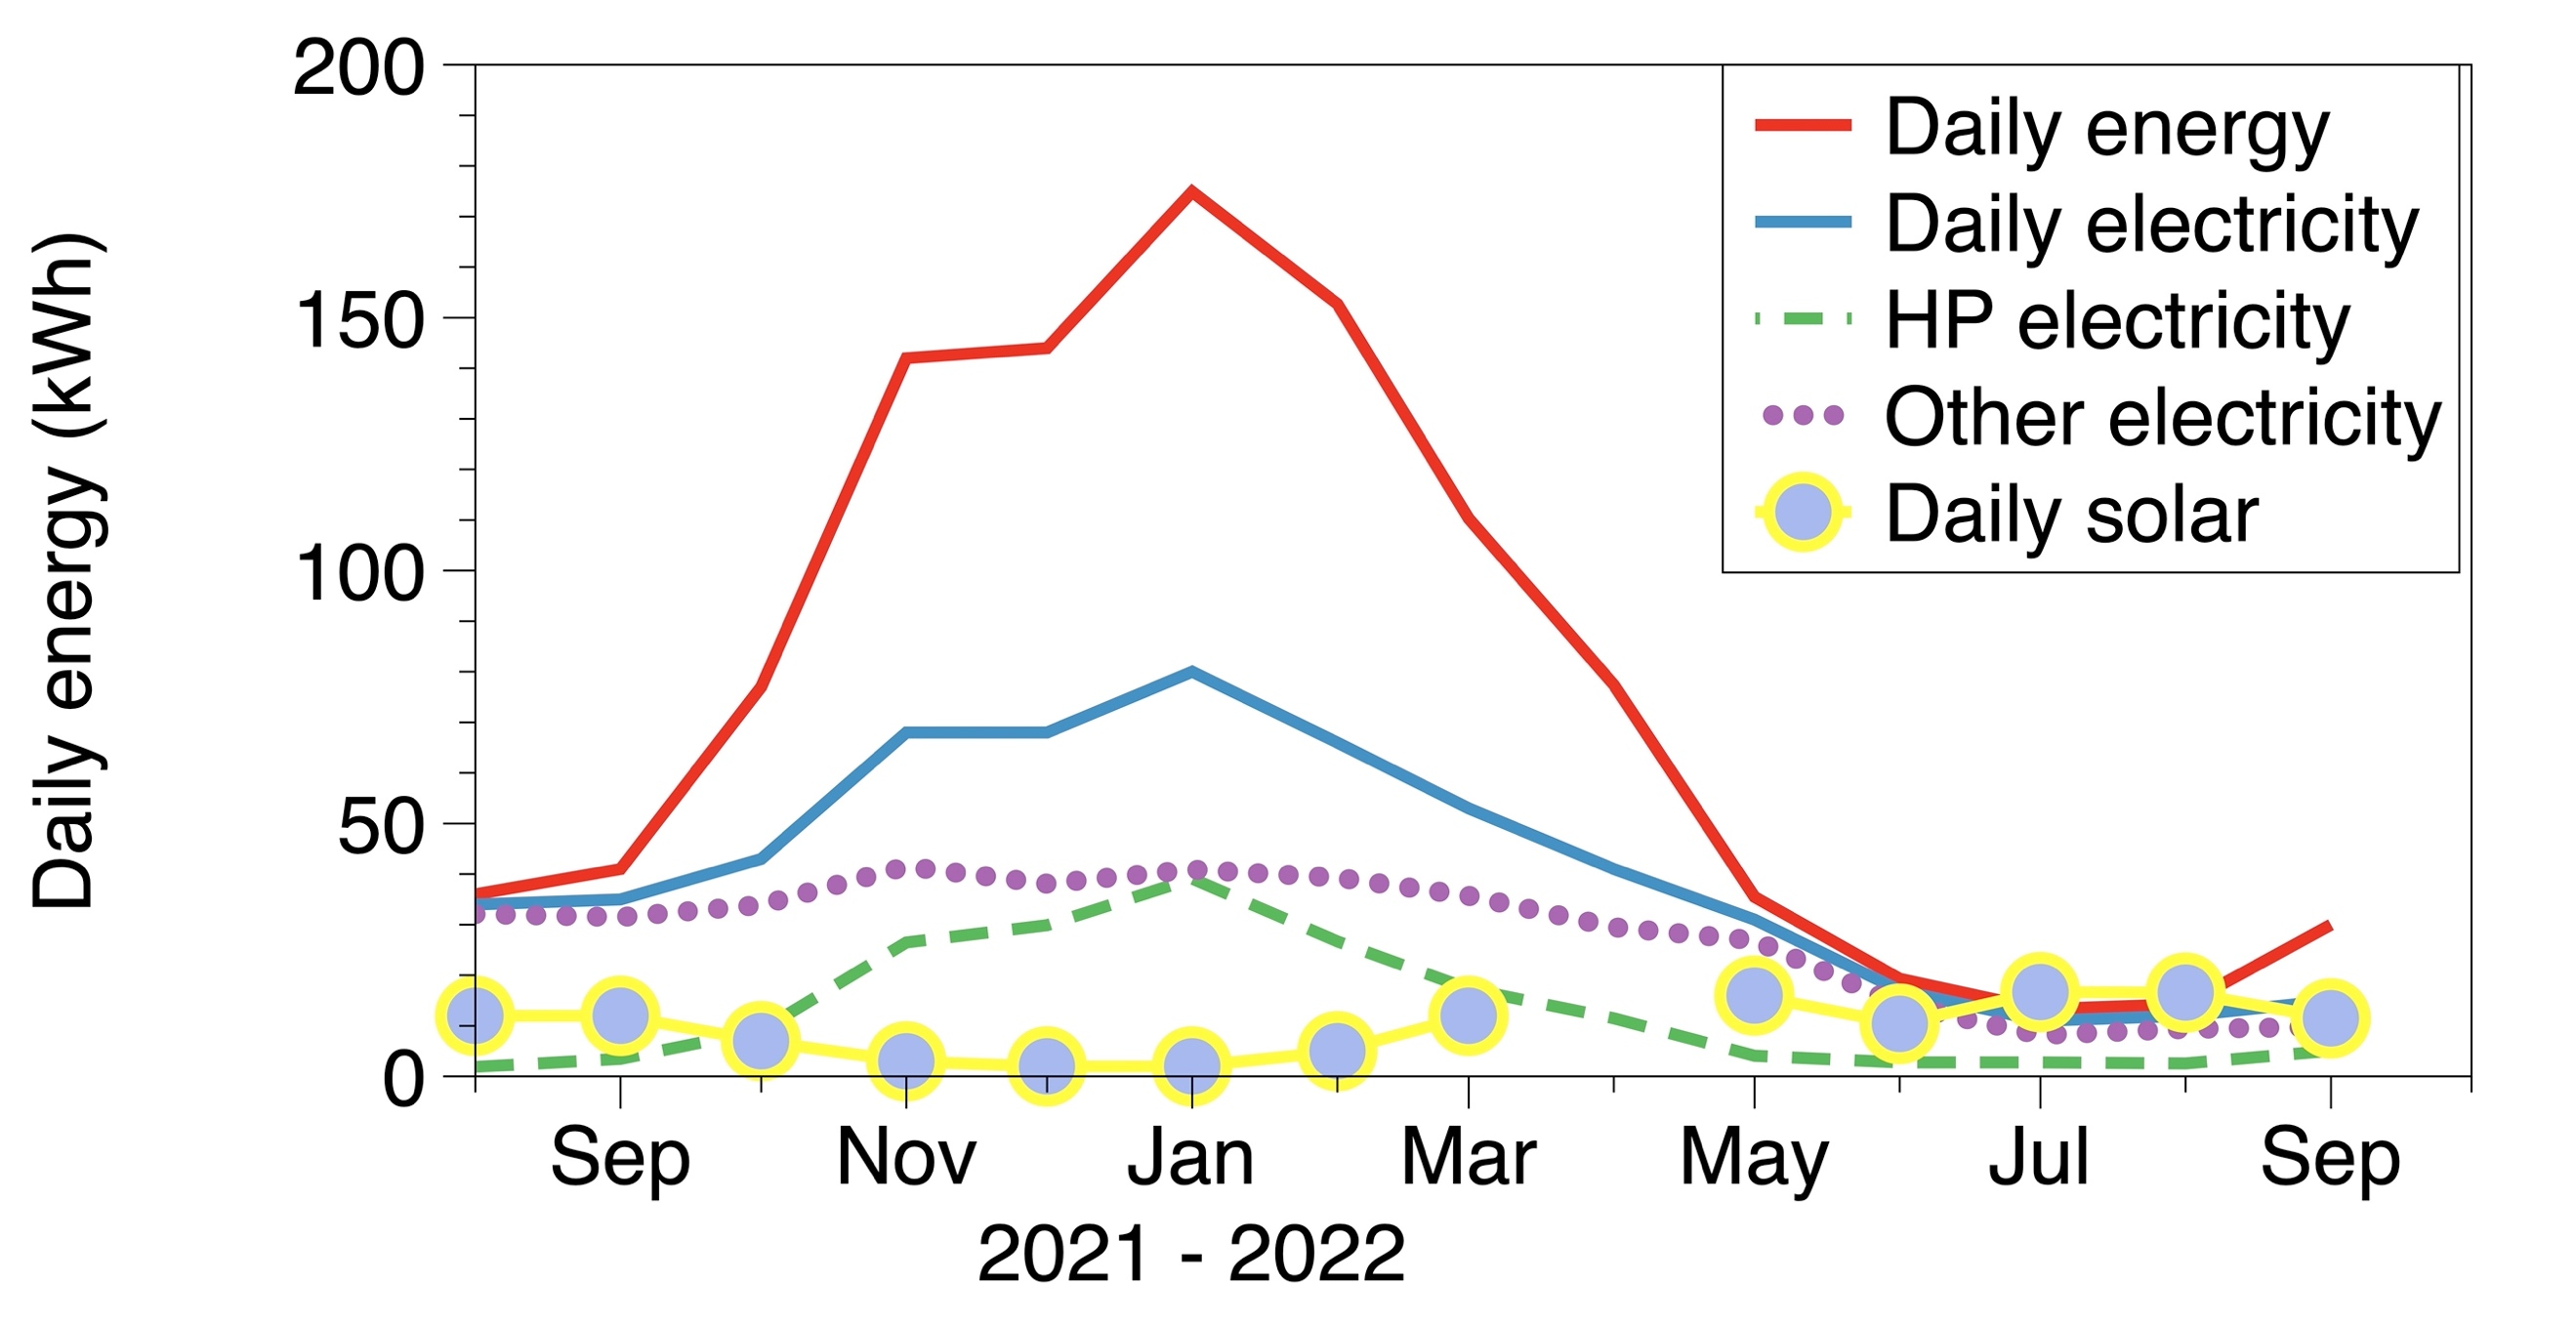 Daily energy (kWh)
200
150
100
50
0
Daily energy
Daily electricity
HP electricity
Other electricity
Daily solar
Sep Nov Jan Mar May Jul Sep
2021 - 2022